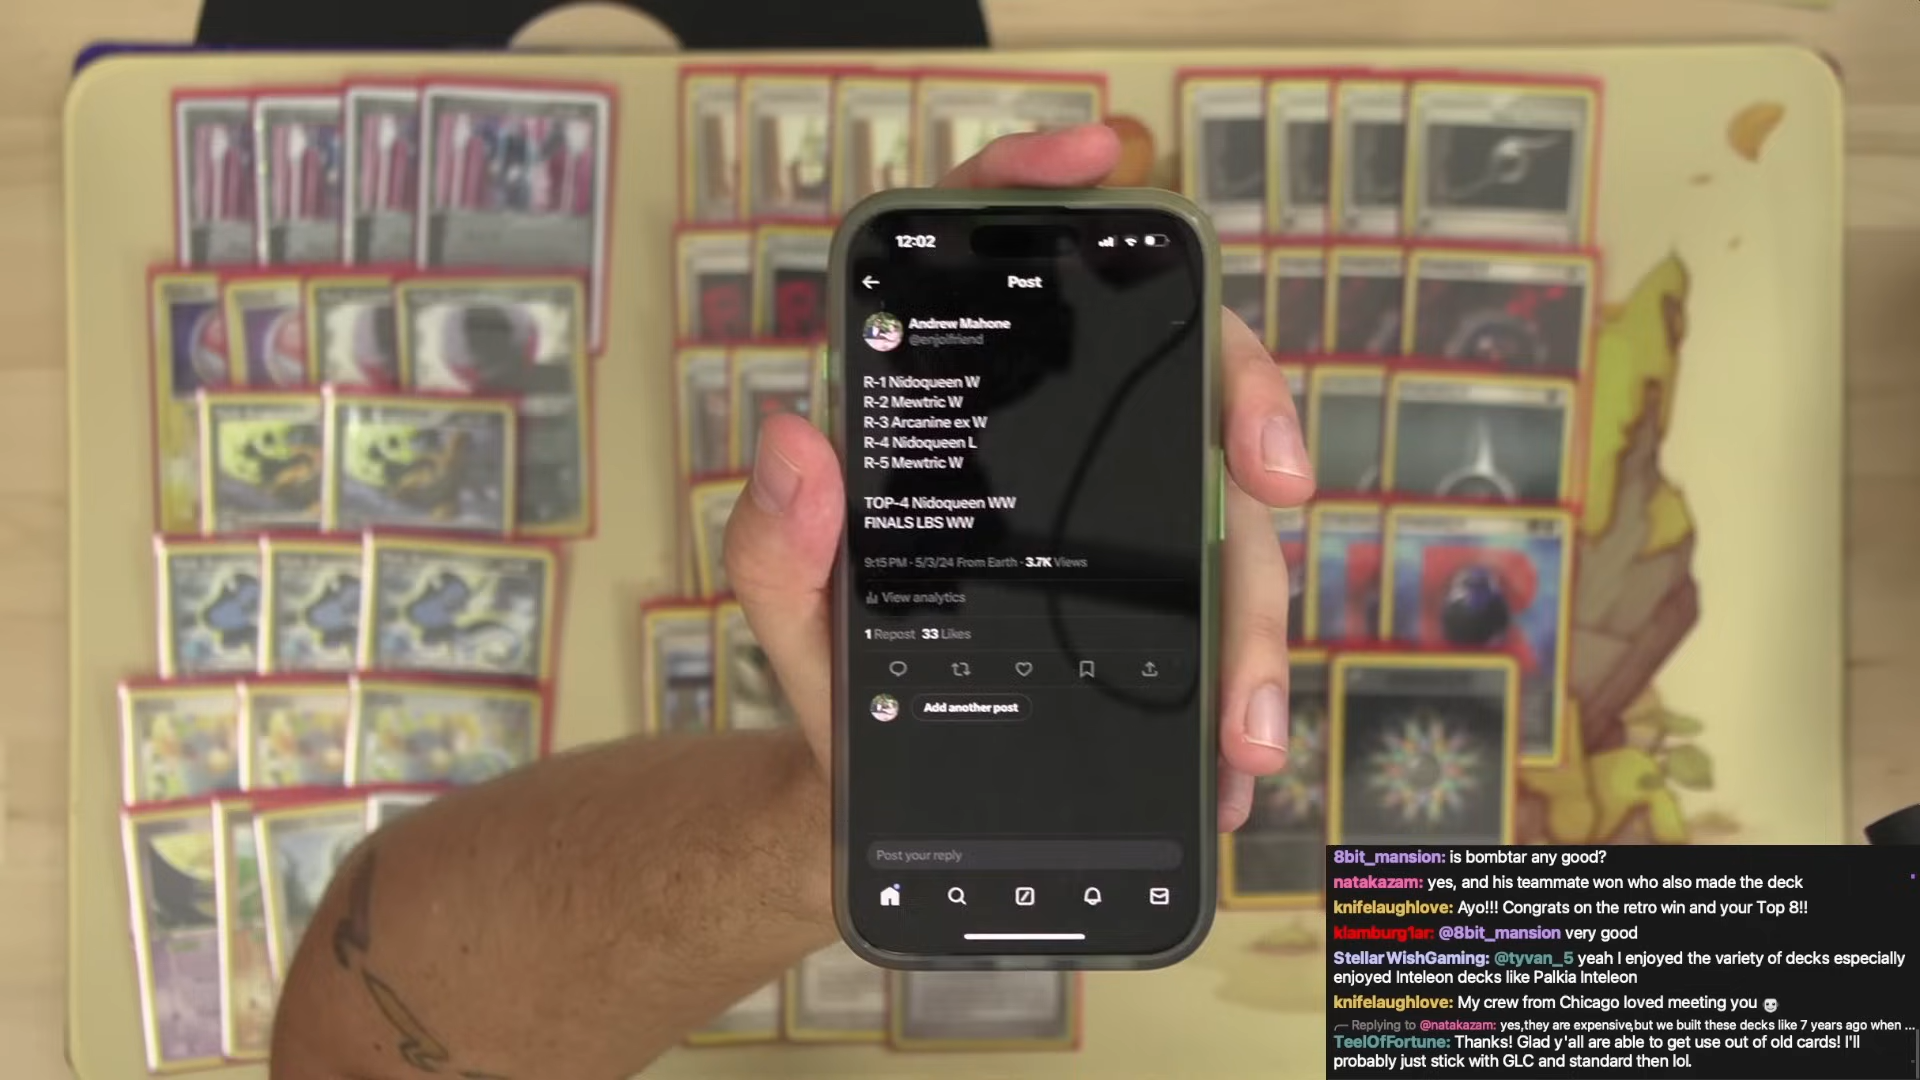 12:02
Post
Andrew Mahone
@enjolfriend
R-1 Nidoqueen W
R-2 Mewtric W
R-3 Arcanine ex W
R-4 Nidoqueen L
R-5 Mewtric W
TOP-4 Nidoqueen WW
FINALS LBS WW
9:15 PM · 5/3/24 From Earth · 3.7K Views
View analytics
1 Repost 33 Likes
Add another post
Post your reply
8bit_mansion: is bombtar any good?
natakazam: yes, and his teammate won who also made the deck
knifelaughlove: Ayo!!! Congrats on the retro win and your Top 8!!
klamburg1ar: @8bit_mansion very good
StellarWishGaming: @tyvan_5 yeah I enjoyed the variety of decks especially
enjoyed Inteleon decks like Palkia Inteleon
knifelaughlove: My crew from Chicago loved meeting you
Replying to @natakazam: yes,they are expensive,but we built these decks like 7 years ago when ...
TeelOfFortune: Thanks! Glad y'all are able to get use out of old cards! I'll
probably just stick with GLC and standard then lol.